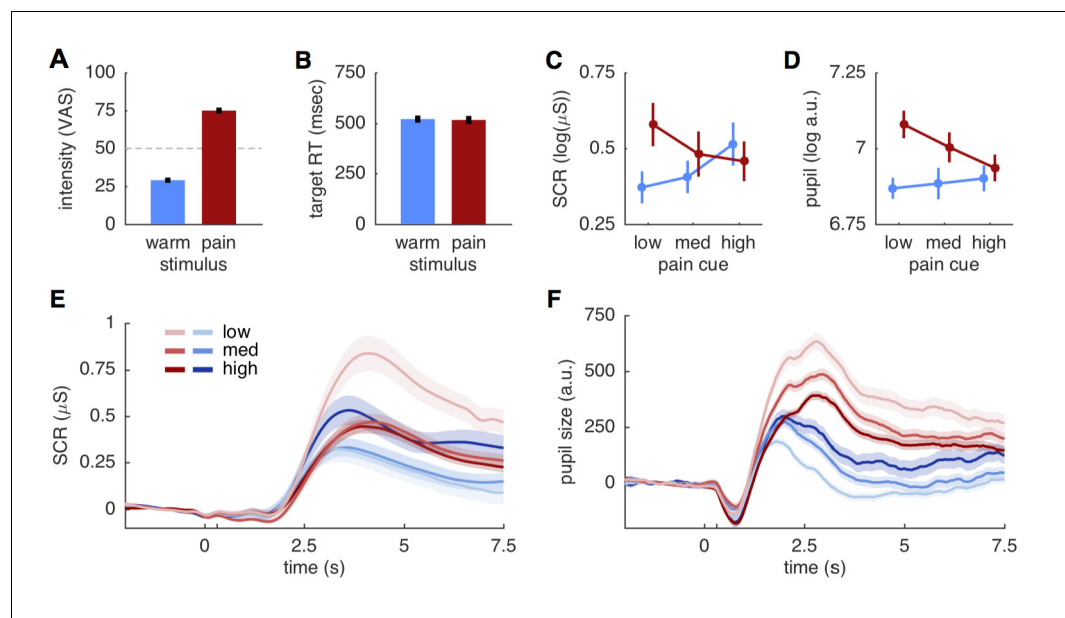 A
100
75
50
25
0
intensity (VAS)
warm pain
stimulus
B
750
500
250
0
target RT (msec)
warm pain
stimulus
C
0.75
0.5
0.25
SCR (log(μS))
low med high
pain cue
D
7.25
7
6.75
pupil (log a.u.)
low med high
pain cue
E
1
0.75
0.5
0.25
0
SCR (μS)
low
med
high
0 2.5 5 7.5
time (s)
F
750
500
250
0
pupil size (a.u.)
0 2.5 5 7.5
time (s)